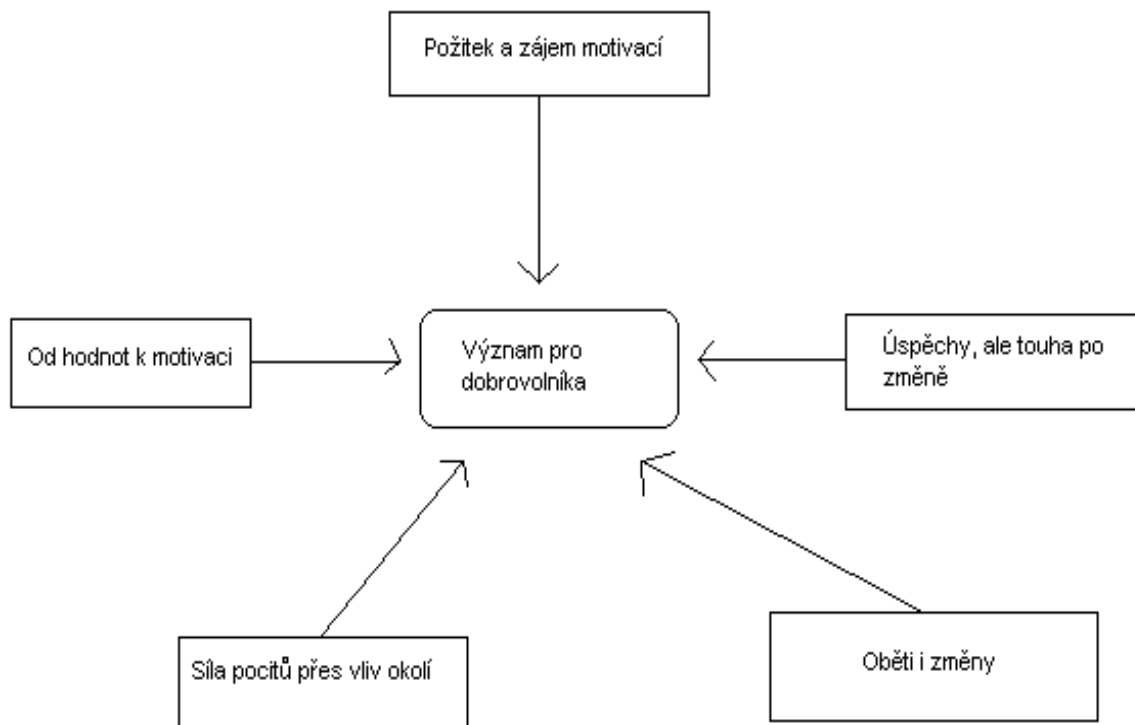 Požitek a zájem motivací
Od hodnot k motivaci
Význam pro
dobrovolníka
Úspěchy, ale touha po
změně
Síla pocitů přes vliv okolí
Oběti i změny